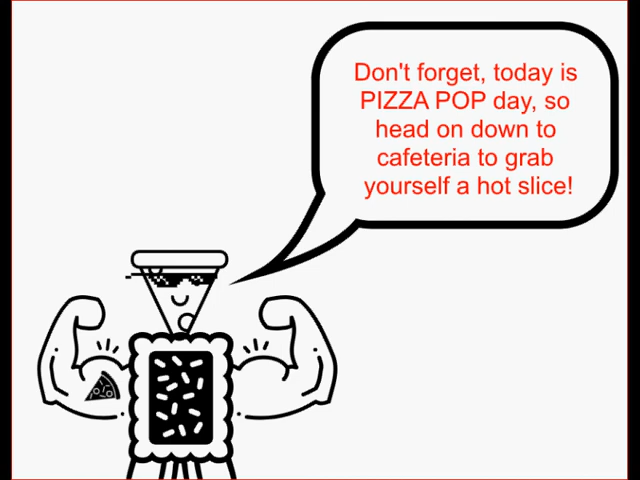 Don't forget, today is
PIZZA POP day, so
head on down to
cafeteria to grab
yourself a hot slice!